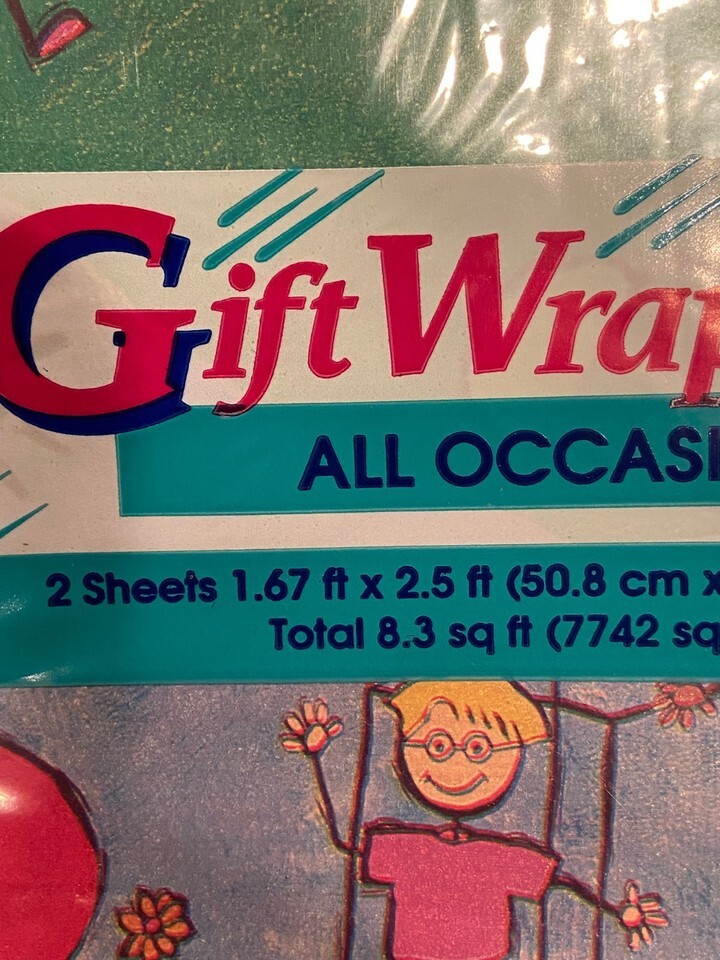 Gift Wrap
ALL OCCASI
2 Sheets 1.67 ft x 2.5 ft (50.8 cm x
Total 8.3 sq ft (7742 sq